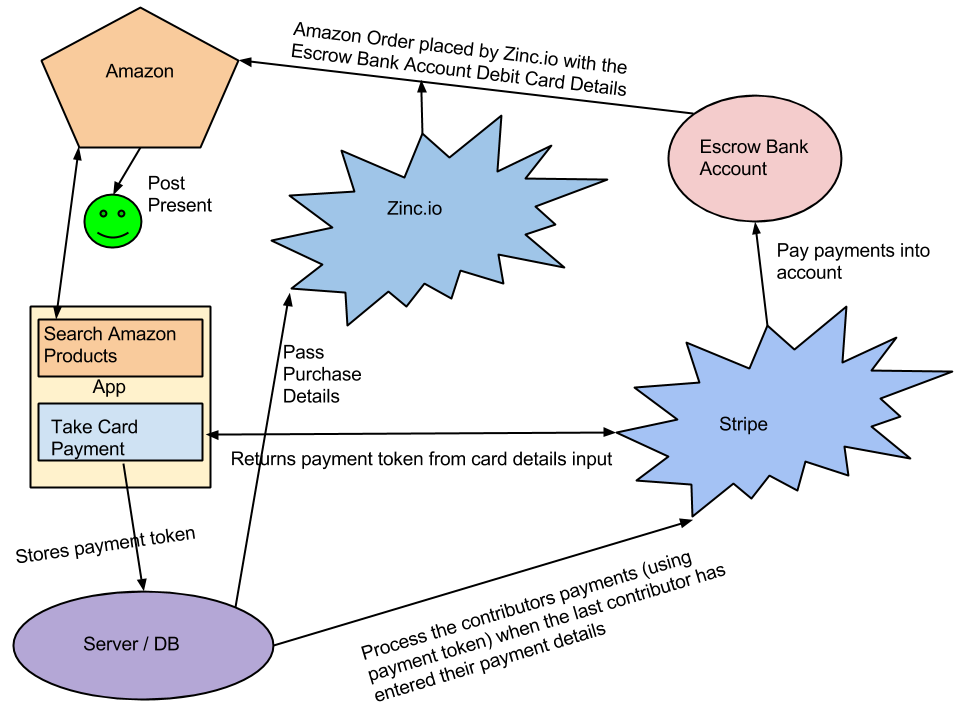 Amazon Order placed by Zinc.io with the
Escrow Bank Account Debit Card Details
Amazon
Escrow Bank
Account
Post
Present
Zinc.io
Pay payments into
account
Search Amazon
Products
App
Take Card
Payment
Pass
Purchase
Details
Stripe
Returns payment token from card details input
Stores payment token
Server / DB
Process the contributors payments (using
payment token) when the last contributor has
entered their payment details